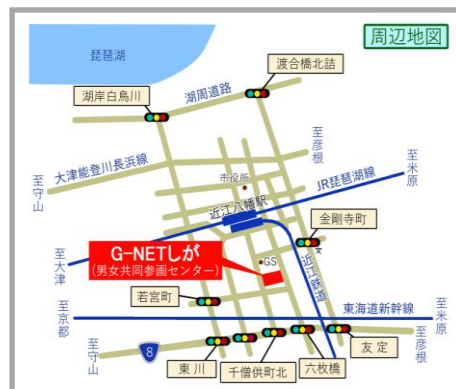 周辺地図
琵琶湖
渡合橋北詰
湖岸白鳥川
湖周道路
至彦根
至米原
大津能登川長浜線
市役所
JR琵琶湖線
至守山
近江八幡駅
金剛寺町
文
G-NETしが
(男女共同参画センター)
GS
近江鉄道
至大津
若宮町
東海道新幹線
至京都
至米原
8
友定
至彦根
至守山
東川
千僧供町北
六枚橋